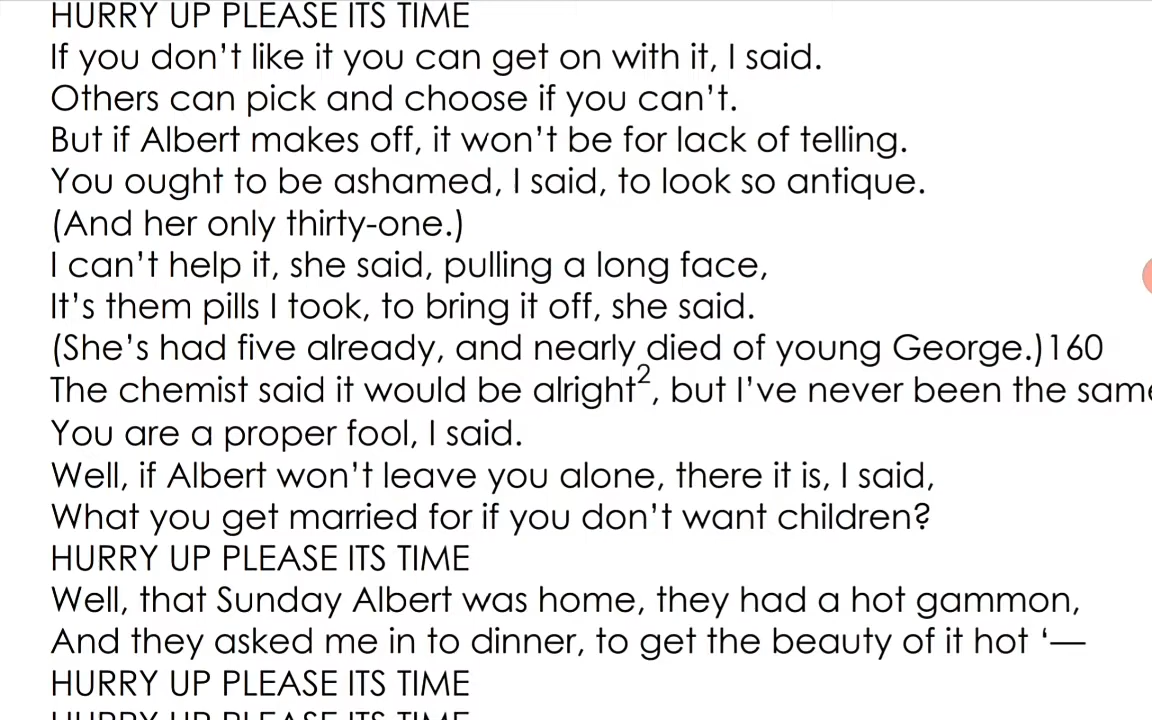 HURRY UP PLEASE ITS TIME
If you don’t like it you can get on with it, I said.
Others can pick and choose if you can’t.
But if Albert makes off, it won’t be for lack of telling.
You ought to be ashamed, I said, to look so antique.
(And her only thirty-one.)
I can’t help it, she said, pulling a long face,
It’s them pills I took, to bring it off, she said.
(She’s had five already, and nearly died of young George.)160
The chemist said it would be alright², but I’ve never been the same
You are a proper fool, I said.
Well, if Albert won’t leave you alone, there it is, I said,
What you get married for if you don’t want children?
HURRY UP PLEASE ITS TIME
Well, that Sunday Albert was home, they had a hot gammon,
And they asked me in to dinner, to get the beauty of it hot ‘—
HURRY UP PLEASE ITS TIME
HURRY UP PLEASE ITS TIME